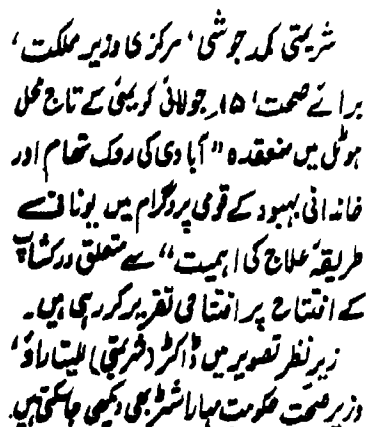 شریمتی کمد جوشی، مرکزی وزیر مملکت،
برائے صحت، ۱۵؍ جولائی کو بمبئی کے تاج محل
ہوٹل میں منعقدہ "آبادی کی روک تھام اور
خاندانی بہبود کے قومی پروگرام میں یونانی
طریقۂ علاج کی اہمیت" سے متعلق ورکشاپ
کے افتتاح پر افتتاحی تقریر کر رہی ہیں۔
زیر نظر تصویر میں ڈاکٹر (شریمتی) للیتا راؤ،
وزیر صحت حکومت مہاراشٹر بھی دیکھی جا سکتی ہیں۔